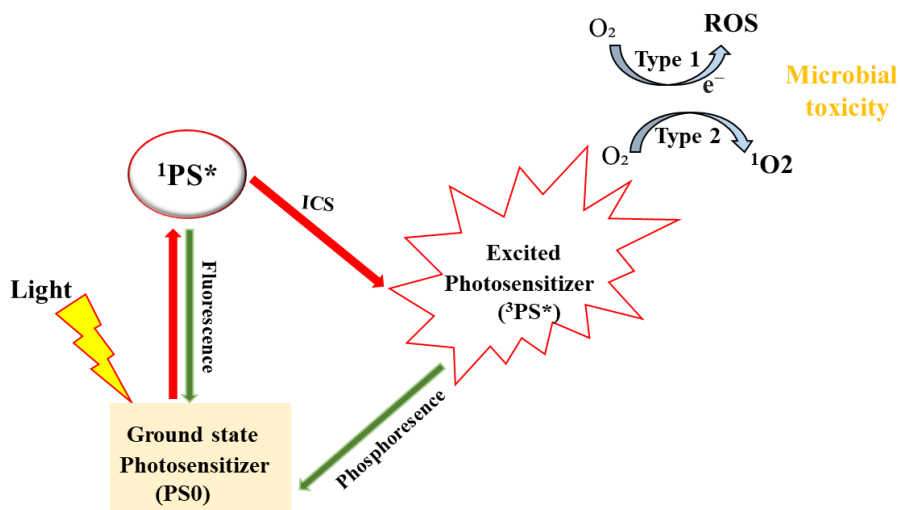 O₂
ROS
Type 1
e⁻
Microbial
toxicity
Type 2
O₂
¹O2
¹PS*
ICS
Excited
Photosensitizer
(³PS*)
Fluorescence
Light
Phosphoresence
Ground state
Photosensitizer
(PS0)